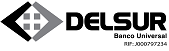 DELSUR
Banco Universal
RIF: J000797234